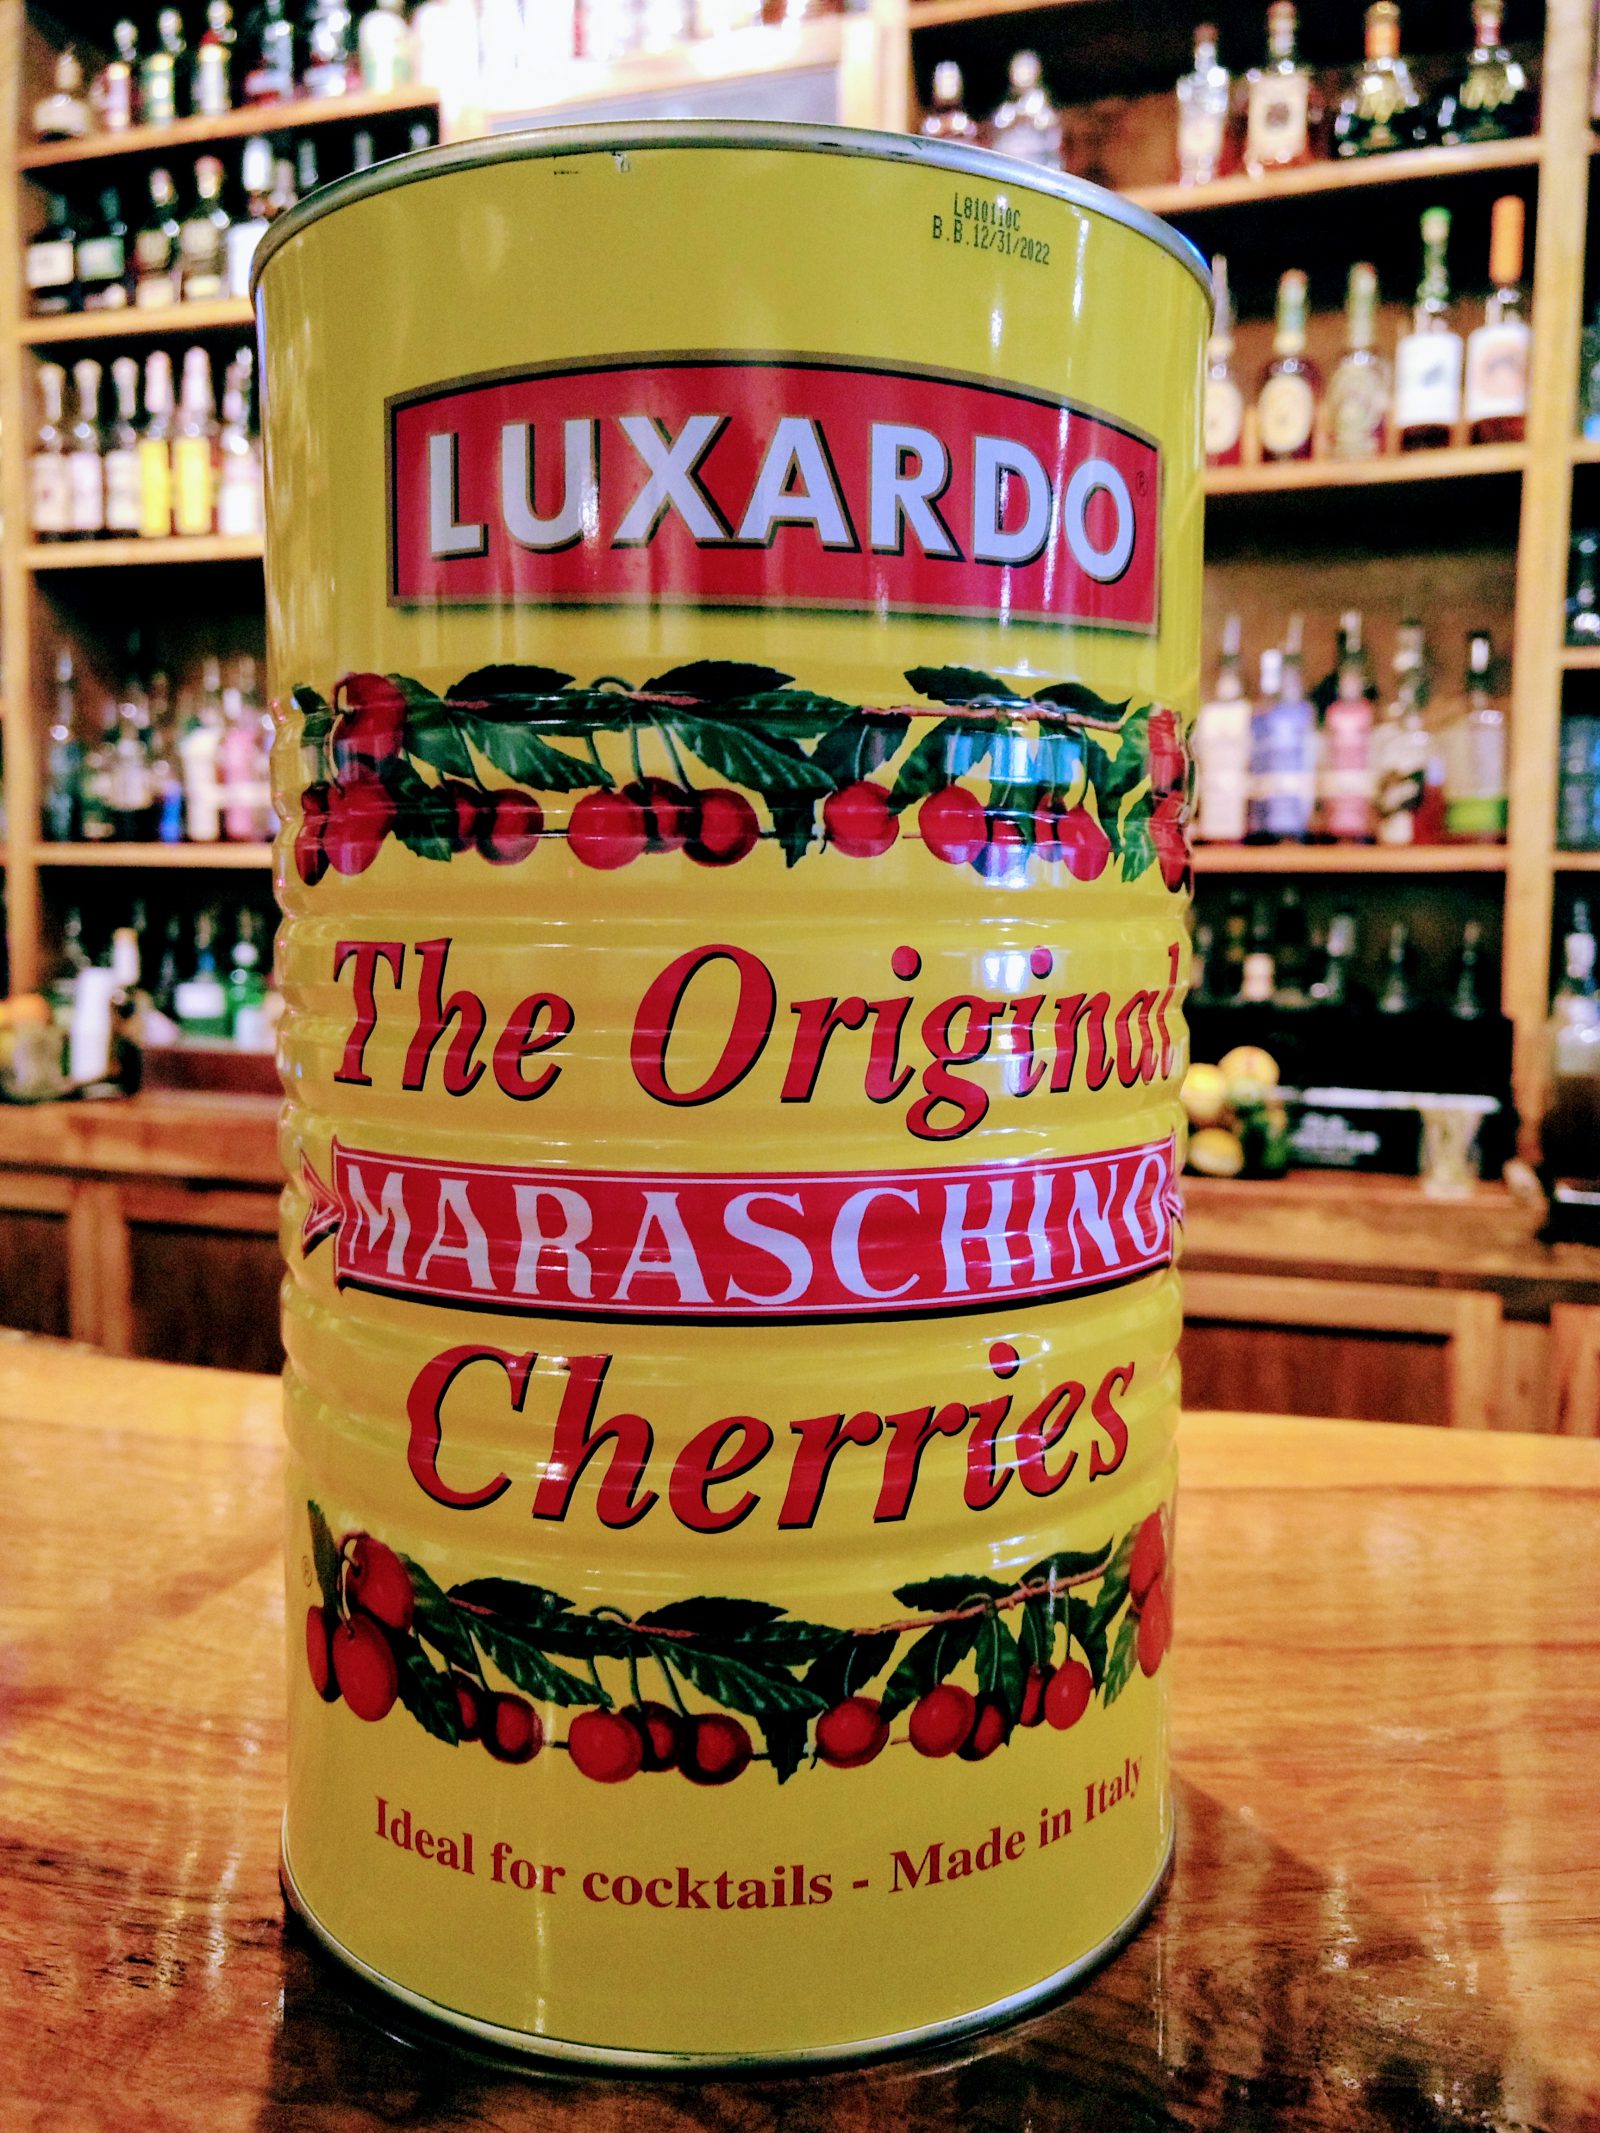 L810110C
B.B.12/31/2022
LUXARDO®
The Original
MARASCHINO
Cherries
®
Ideal for cocktails - Made in Italy